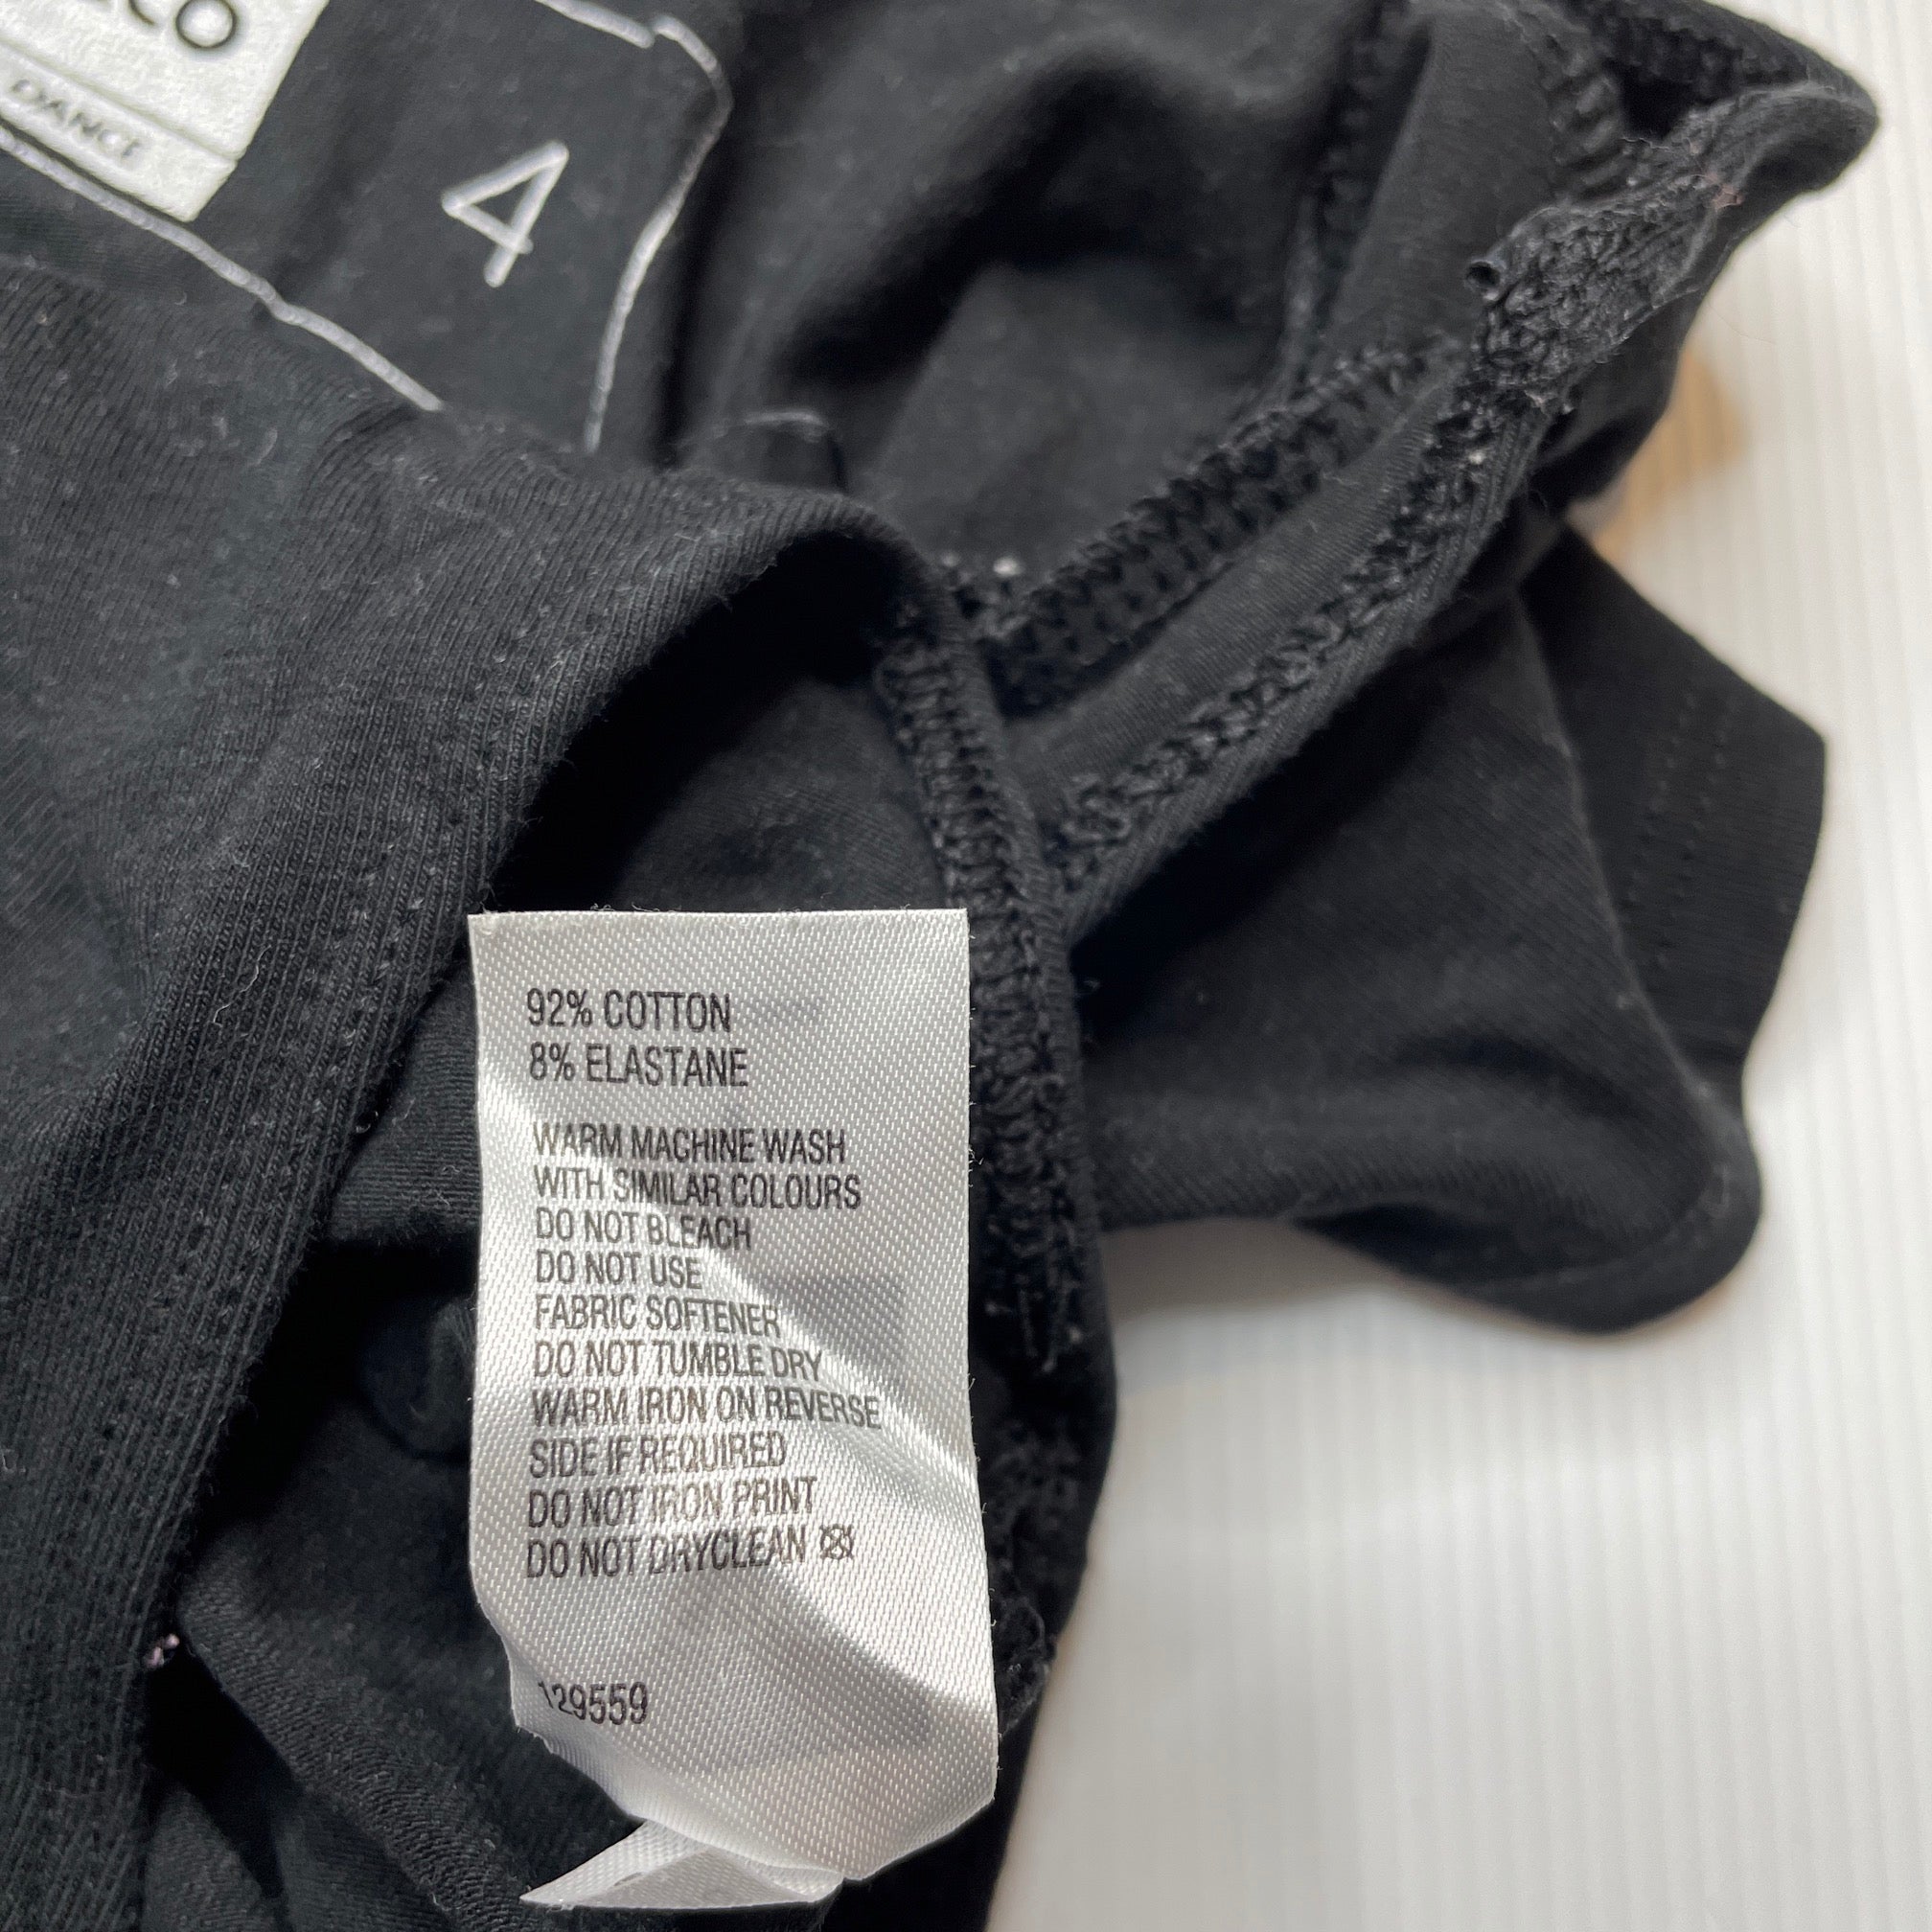 DANCE
4
92% COTTON
8% ELASTANE
WARM MACHINE WASH
WITH SIMILAR COLOURS
DO NOT BLEACH
DO NOT USE
FABRIC SOFTENER
DO NOT TUMBLE DRY
WARM IRON ON REVERSE
SIDE IF REQUIRED
DO NOT IRON PRINT
DO NOT DRYCLEAN
129559